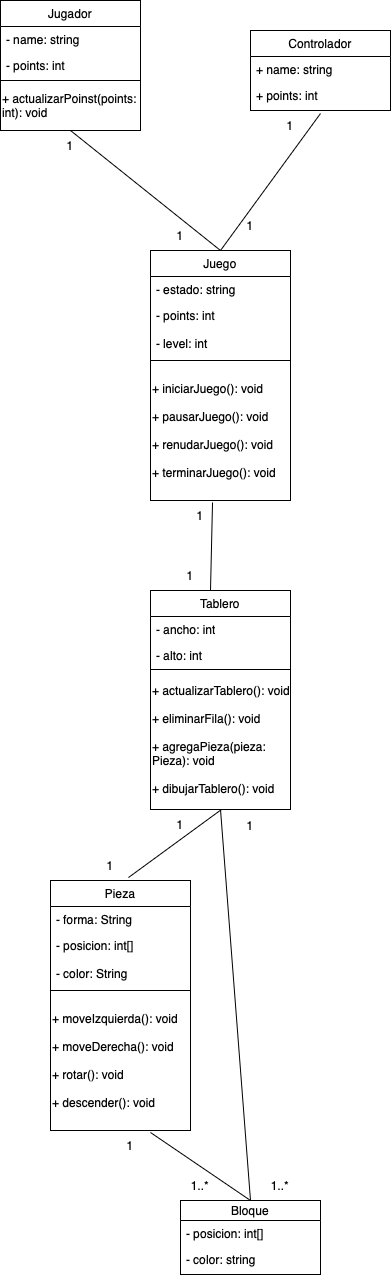 Jugador
- name: string
- points: int
+ actualizarPoinst(points:
int): void
Controlador
+ name: string
+ points: int
1
1
1
1
Juego
- estado: string
- points: int
- level: int
+ iniciarJuego(): void
+ pausarJuego(): void
+ renudarJuego(): void
+ terminarJuego(): void
1
1
Tablero
- ancho: int
- alto: int
+ actualizarTablero(): void
+ eliminarFila(): void
+ agregaPieza(pieza:
Pieza): void
+ dibujarTablero(): void
1
1
1
Pieza
- forma: String
- posicion: int[]
- color: String
+ moveIzquierda(): void
+ moveDerecha(): void
+ rotar(): void
+ descender(): void
1
1..*
1..*
Bloque
- posicion: int[]
- color: string